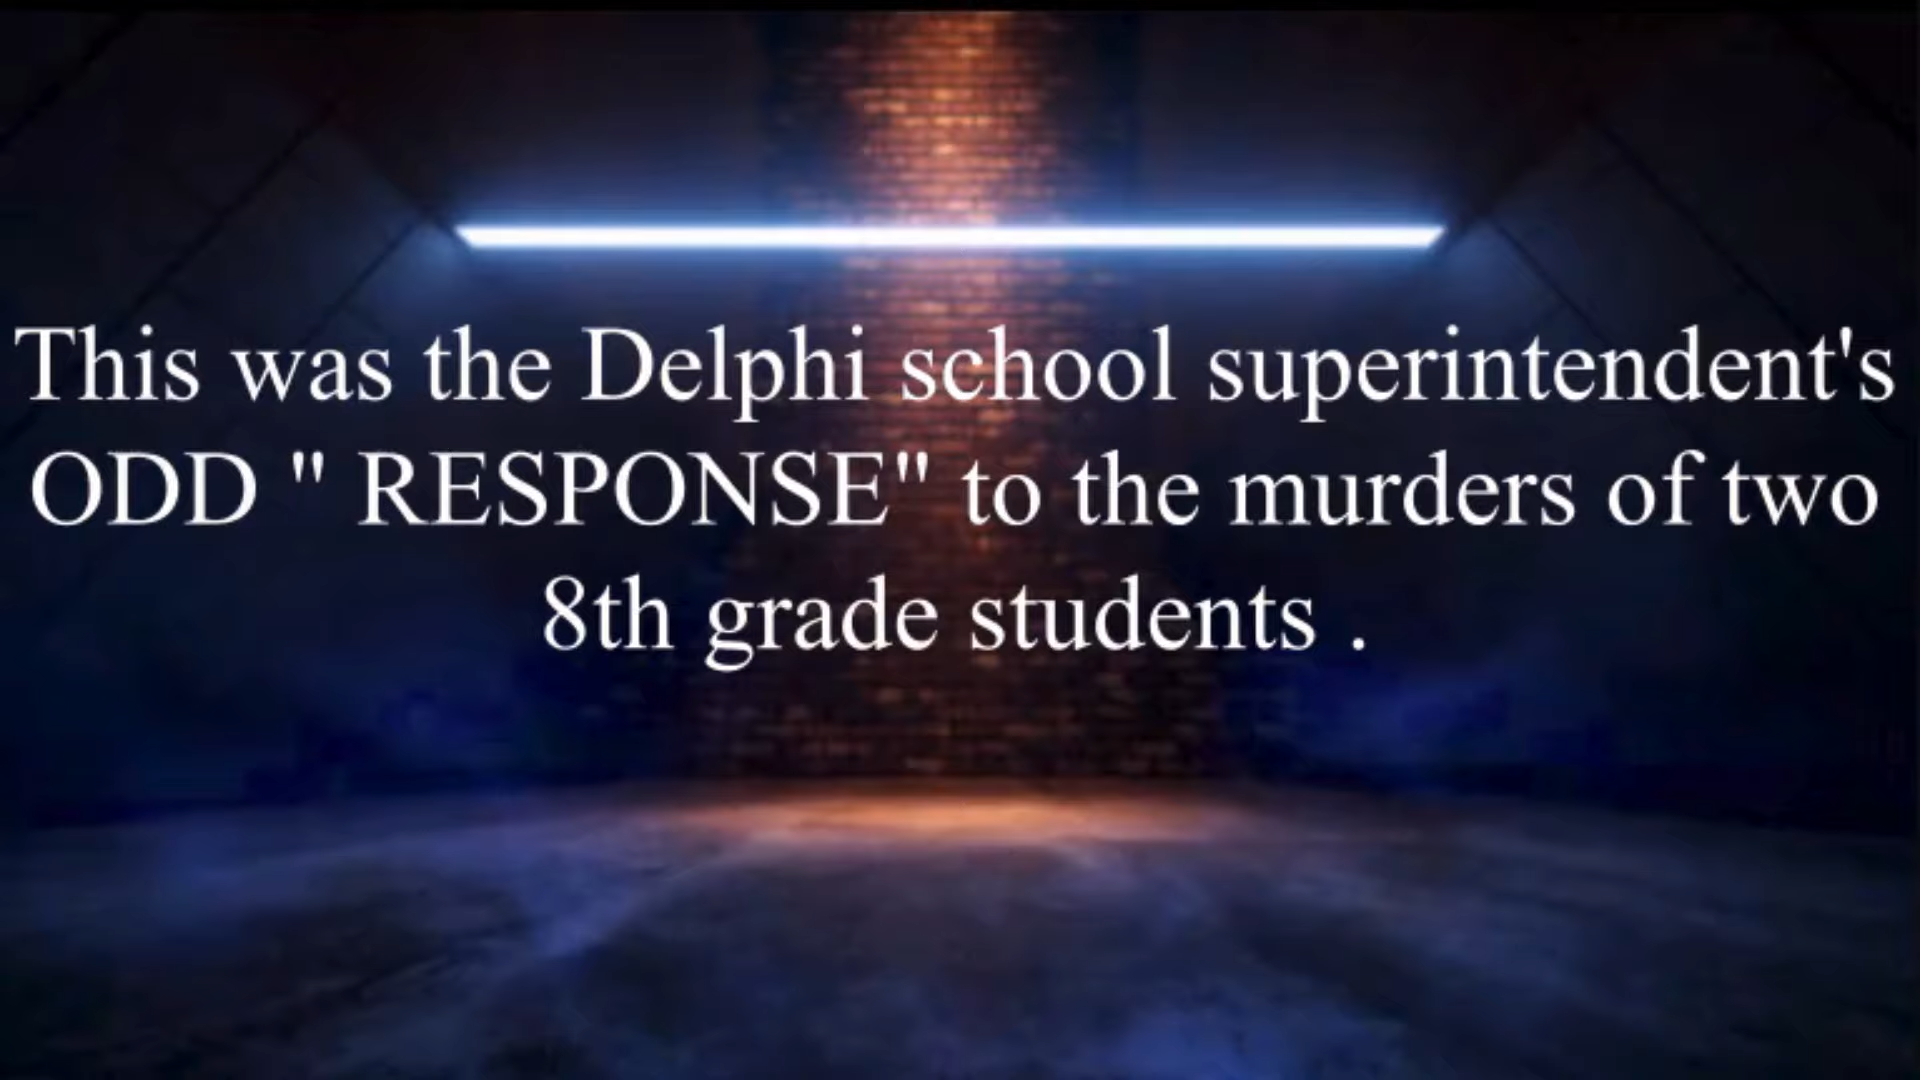 This was the Delphi school superintendent's
ODD " RESPONSE" to the murders of two
8th grade students .